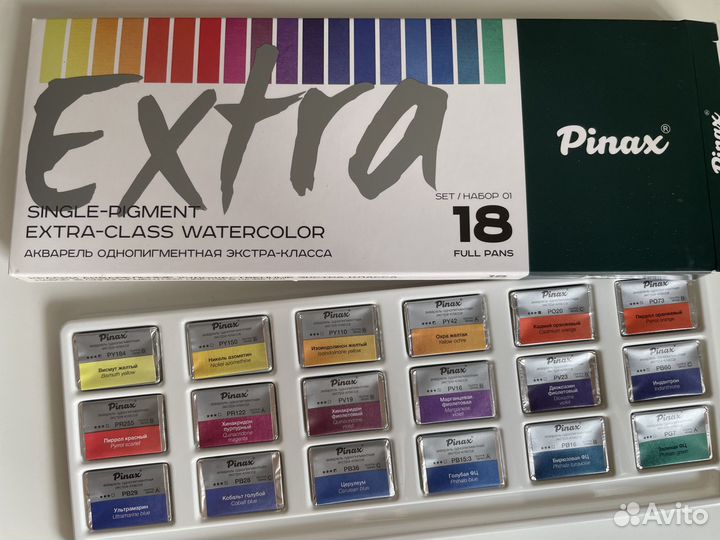 Extra
Pinax®
Pinax
SINGLE-PIGMENT
EXTRA-CLASS WATERCOLOR
АКВАРЕЛЬ ОДНОПИГМЕНТНАЯ ЭКСТРА-КЛАССА
SET / НАБОР 01
18
FULL PANS
18
Pinax
PY184
Висмут желтый
Bismuth yellow
Pinax
PY150
Никель азометин
Nickel azomethine
Pinax
PY110
Изоиндолинон желтый
Isoindolinone yellow
Pinax
PY42
Охра желтая
Yellow ochre
Pinax
PO20
Кадмий оранжевый
Cadmium orange
PO73
Пиррол оранжевый
Pyrrol orange
Pinax
PR255
Пиррол красный
Pyrrol scarlet
Pinax
PR122
Хинакридон пурпурный
Quinacridone magenta
Pinax
PV19
Хинакридон фиолетовый
Quinacridone violet
Pinax
PV16
Марганцевая фиолетовая
Manganese violet
Pinax
PV23
Диоксазин фиолетовый
Dioxazine violet
Pinax
PB60
Индантрон
Indanthrone
Pinax
PB29
Ультрамарин
Ultramarine blue
Pinax
PB28
Кобальт голубой
Cobalt blue
Pinax
PB36
Церулеум
Cerulean blue
Pinax
PB15:3
Голубая ФЦ
Phthalo blue
Pinax
PB16
Бирюзовая ФЦ
Phthalo turquoise
Pinax
PG7
Зеленая ФЦ
Phthalo green
Avito